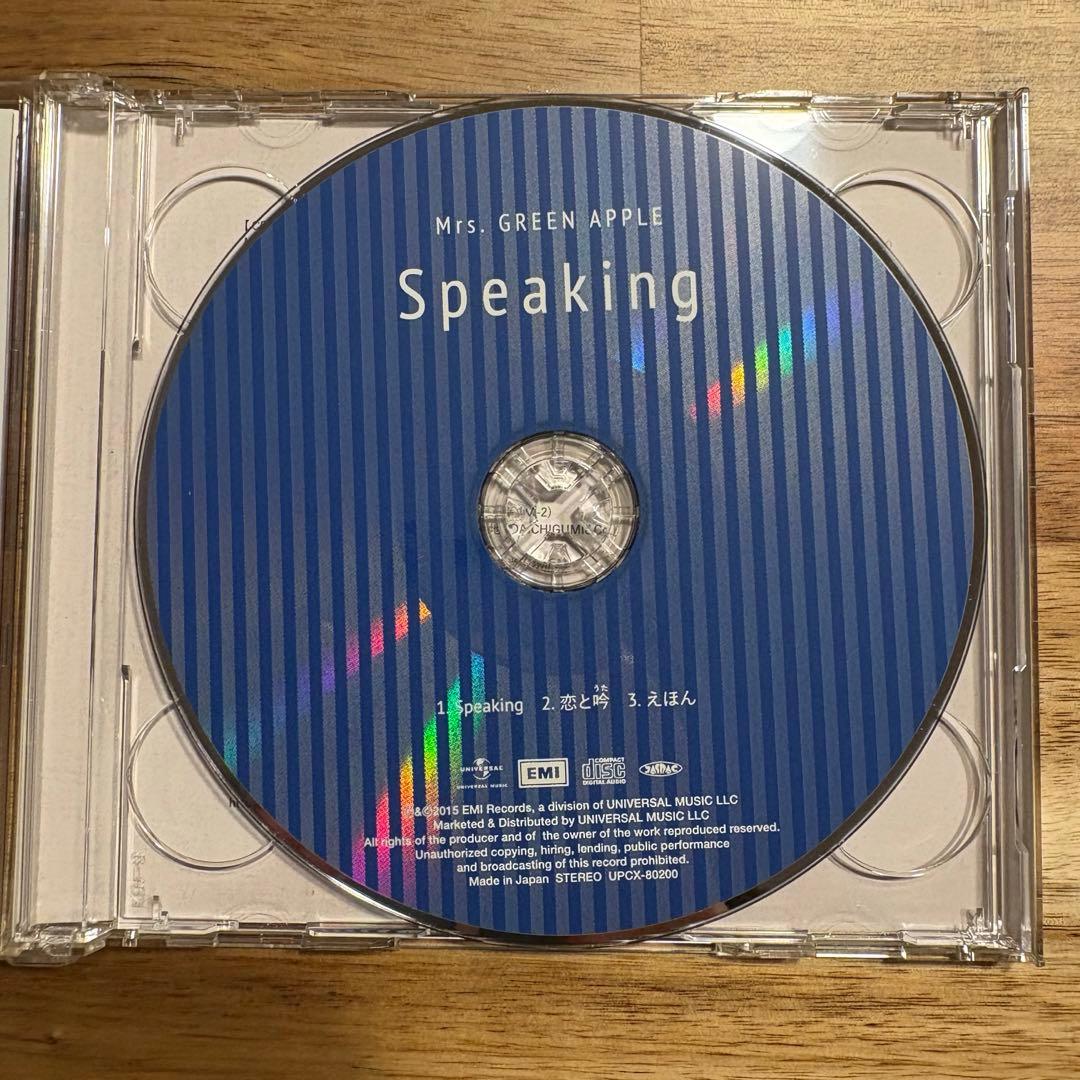 Mrs. GREEN APPLE
Speaking
1. Speaking 2. 恋と吟 3. えほん
うた
UNIVERSAL
UNIVERSAL MUSIC
EMI
COMPACT
disc
DIGITAL AUDIO
JASRAC
℗&©2015 EMI Records, a division of UNIVERSAL MUSIC LLC
Marketed & Distributed by UNIVERSAL MUSIC LLC
All rights of the producer and of the owner of the work reproduced reserved.
Unauthorized copying, hiring, lending, public performance
and broadcasting of this record prohibited.
Made in Japan STEREO UPCX-80200